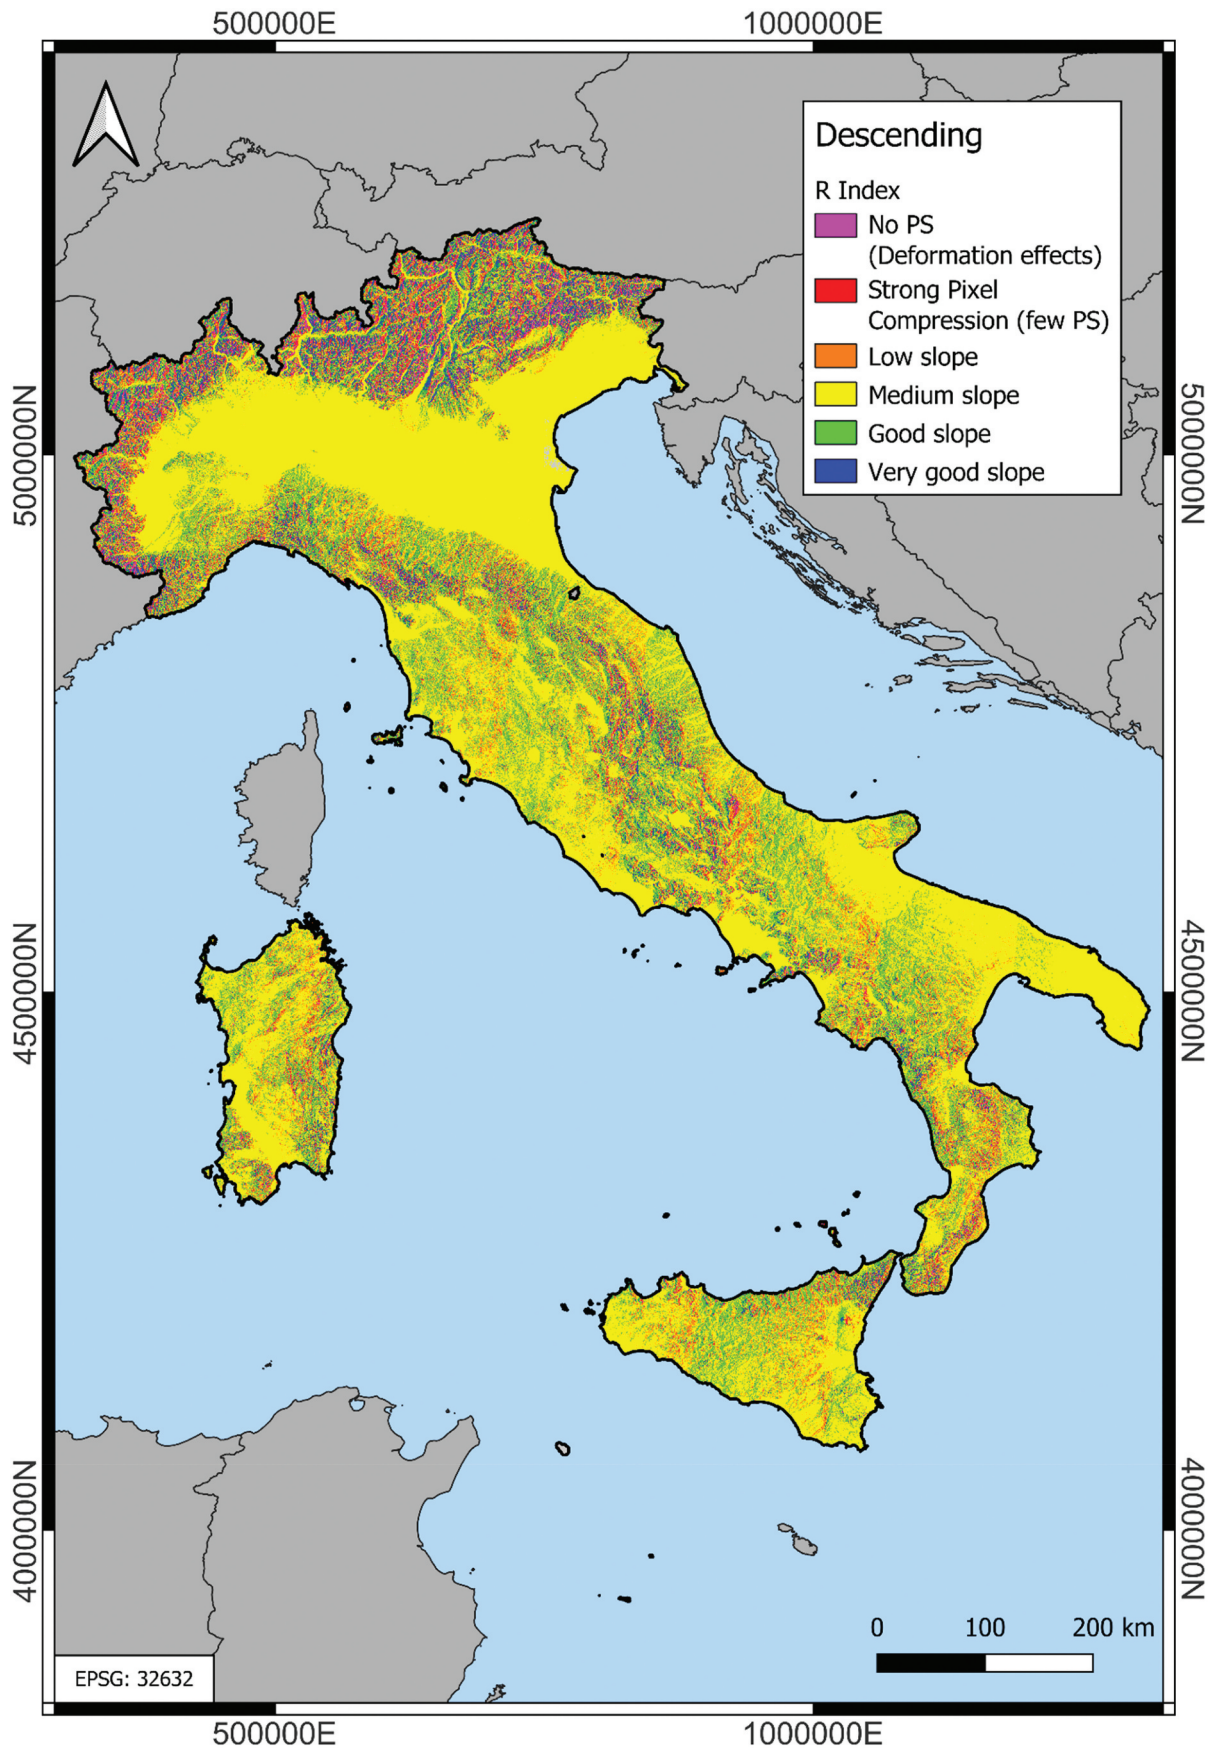 500000E 1000000E
Descending
R Index
No PS
(Deformation effects)
Strong Pixel
Compression (few PS)
Low slope
Medium slope
Good slope
Very good slope
5000000N 5000000N
4500000N 4500000N
4000000N 4000000N
0 100 200 km
EPSG: 32632
500000E 1000000E